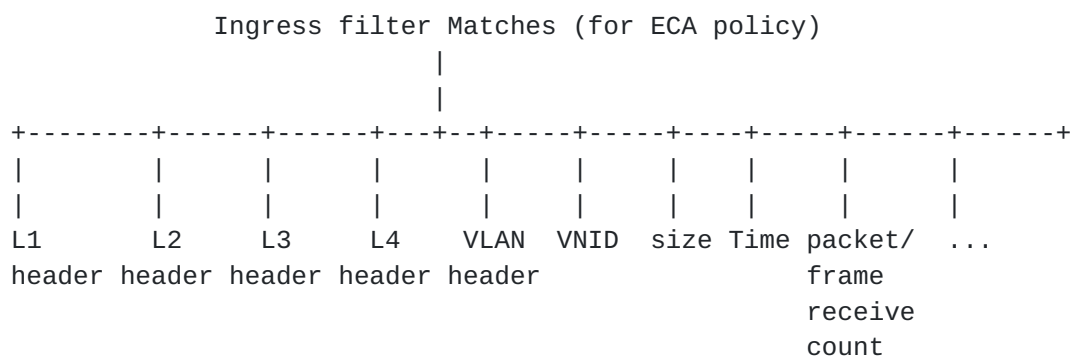 Ingress filter Matches (for ECA policy)
|
|
+--------+------+------+---+--+-----+-----+----+-----+------+------+
|        |      |      |      |     |     |    |     |      |
|        |      |      |      |     |     |    |     |      |
L1       L2     L3     L4     VLAN  VNID  size Time packet/  ...
header header header header header                  frame
receive
count